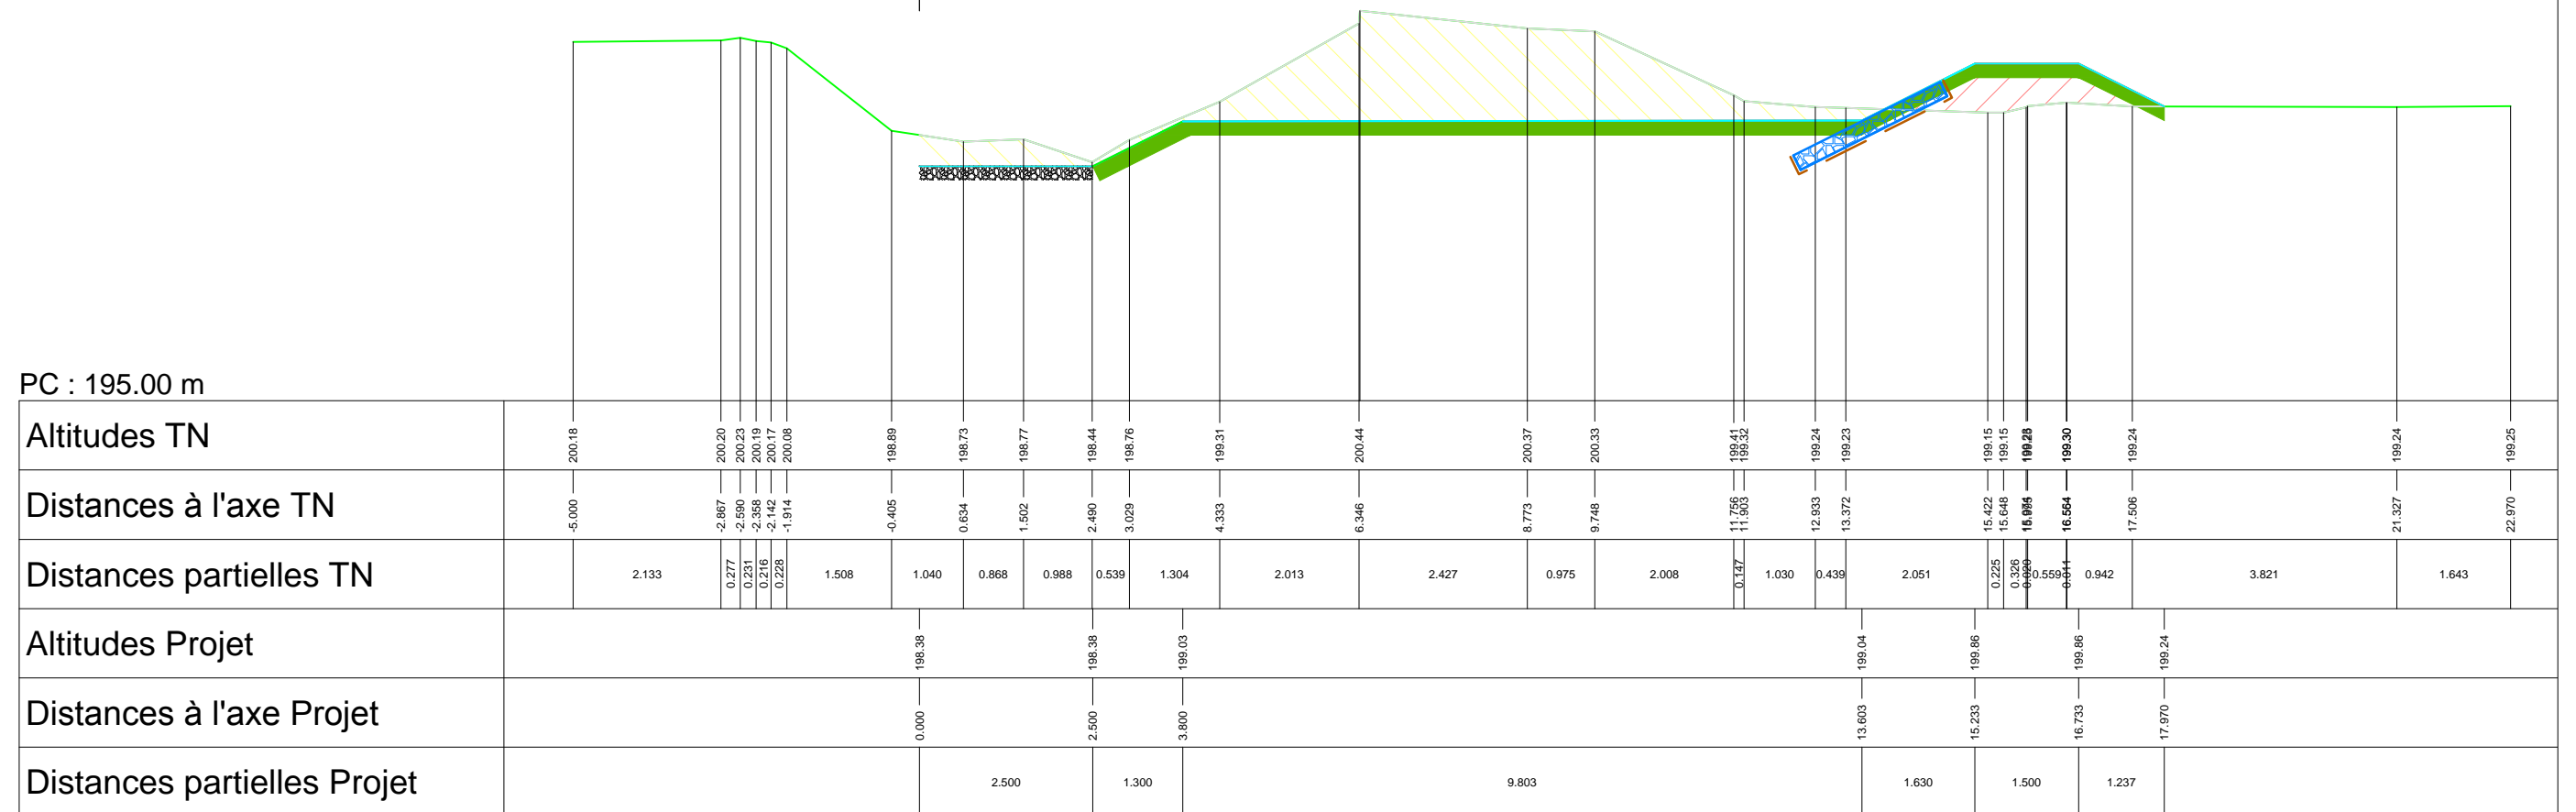 PC : 195.00 m
Altitudes TN
200.18 200.20 200.23 200.19 200.17 200.08 198.89 198.73 198.77 198.44 198.76 199.31 200.44 200.37 200.33 199.41 199.32 199.24 199.23 199.15 199.15 199.30 199.24 199.24 199.25
Distances à l'axe TN
-5.000 -2.867 -2.590 -2.358 -2.142 -1.914 -0.405 0.634 1.502 2.490 3.029 4.333 6.346 8.773 9.748 11.756 11.903 12.933 13.372 15.422 15.648 17.506 21.327 22.970
Distances partielles TN
2.133 0.277 0.231 0.216 0.228 1.508 1.040 0.868 0.988 0.539 1.304 2.013 2.427 0.975 2.008 0.147 1.030 0.439 2.051 0.225 0.326 0.020 0.559 0.011 0.942 3.821 1.643
Altitudes Projet
198.38 198.38 199.03 199.04 199.86 199.86 199.24
Distances à l'axe Projet
0.000 2.500 3.800 13.603 15.233 16.733 17.970
Distances partielles Projet
2.500 1.300 9.803 1.630 1.500 1.237